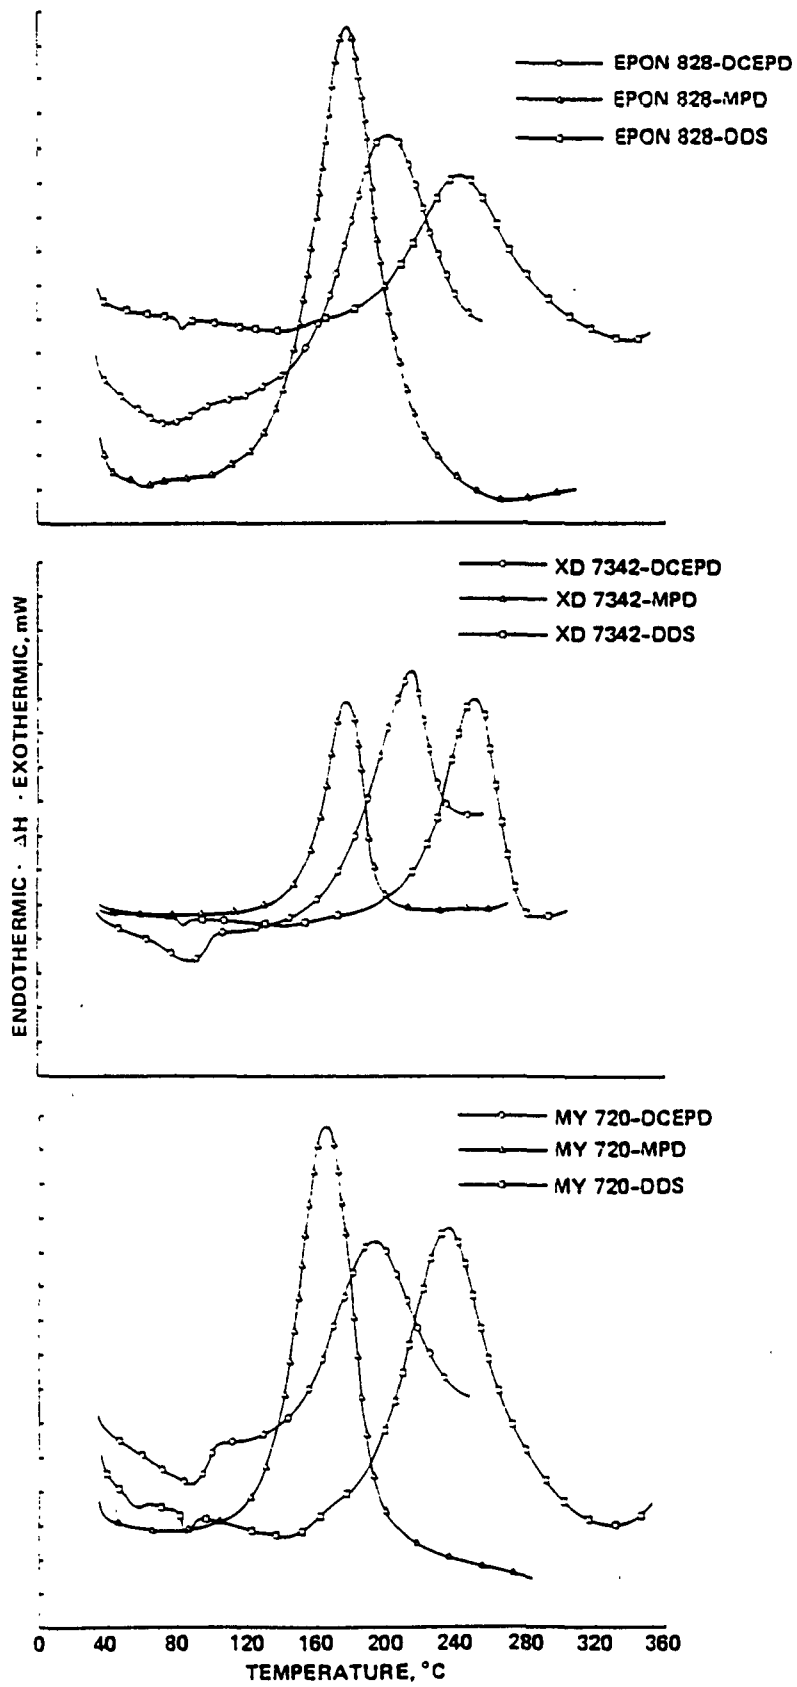 EPON 828-DCEPD
EPON 828-MPD
EPON 828-DDS
XD 7342-DCEPD
XD 7342-MPD
XD 7342-DDS
ENDOTHERMIC · ΔH · EXOTHERMIC, mW
MY 720-DCEPD
MY 720-MPD
MY 720-DDS
0 40 80 120 160 200 240 280 320 360
TEMPERATURE, °C